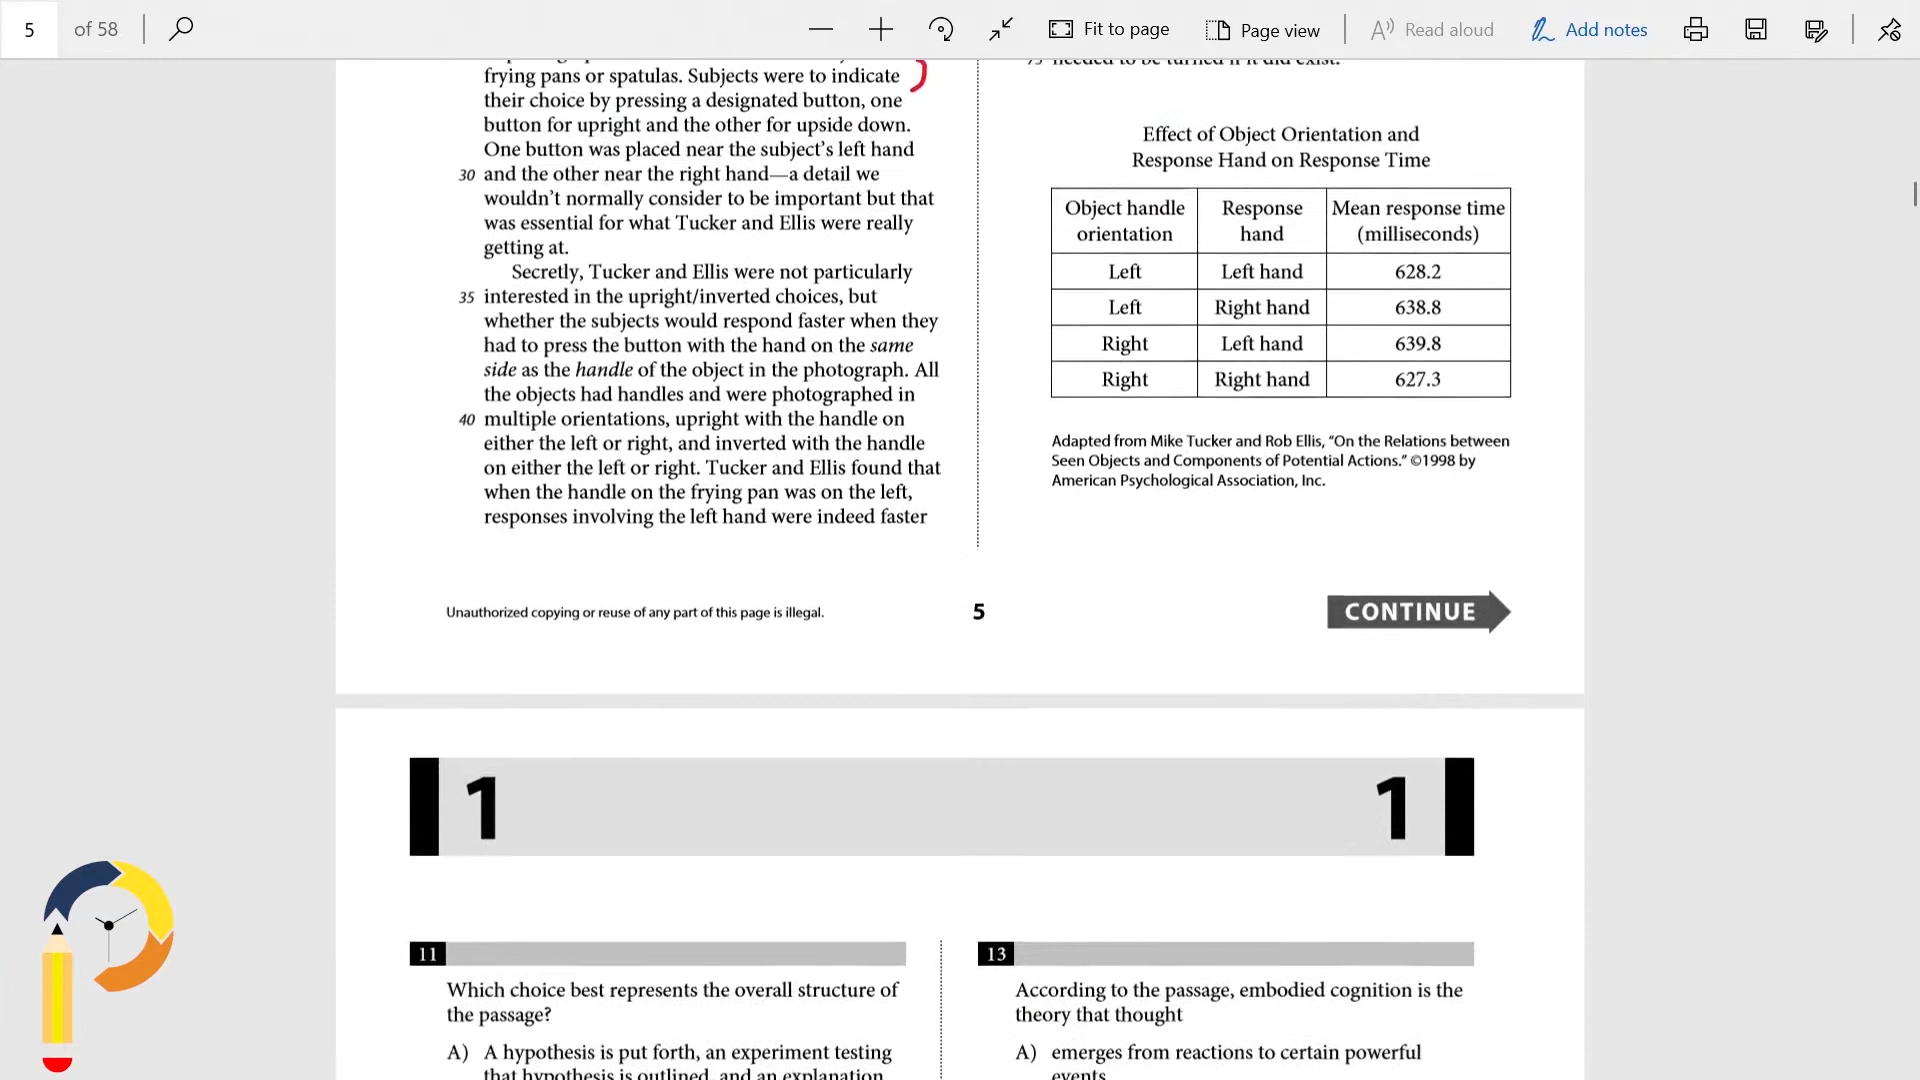 5 of 58
Fit to page
Page view
Read aloud
Add notes
frying pans or spatulas. Subjects were to indicate
their choice by pressing a designated button, one
button for upright and the other for upside down.
One button was placed near the subject's left hand
30 and the other near the right hand—a detail we
wouldn't normally consider to be important but that
was essential for what Tucker and Ellis were really
getting at.
Secretly, Tucker and Ellis were not particularly
35 interested in the upright/inverted choices, but
whether the subjects would respond faster when they
had to press the button with the hand on the same
side as the handle of the object in the photograph. All
the objects had handles and were photographed in
40 multiple orientations, upright with the handle on
either the left or right, and inverted with the handle
on either the left or right. Tucker and Ellis found that
when the handle on the frying pan was on the left,
responses involving the left hand were indeed faster
75 needed to be turned if it did exist.
Effect of Object Orientation and
Response Hand on Response Time
Object handle orientation Response hand Mean response time (milliseconds)
Left Left hand 628.2
Left Right hand 638.8
Right Left hand 639.8
Right Right hand 627.3
Adapted from Mike Tucker and Rob Ellis, "On the Relations between
Seen Objects and Components of Potential Actions." ©1998 by
American Psychological Association, Inc.
Unauthorized copying or reuse of any part of this page is illegal.
5
CONTINUE
1 1
11
Which choice best represents the overall structure of
the passage?
A) A hypothesis is put forth, an experiment testing
that hypothesis is outlined, and an explanation
13
According to the passage, embodied cognition is the
theory that thought
A) emerges from reactions to certain powerful
events.